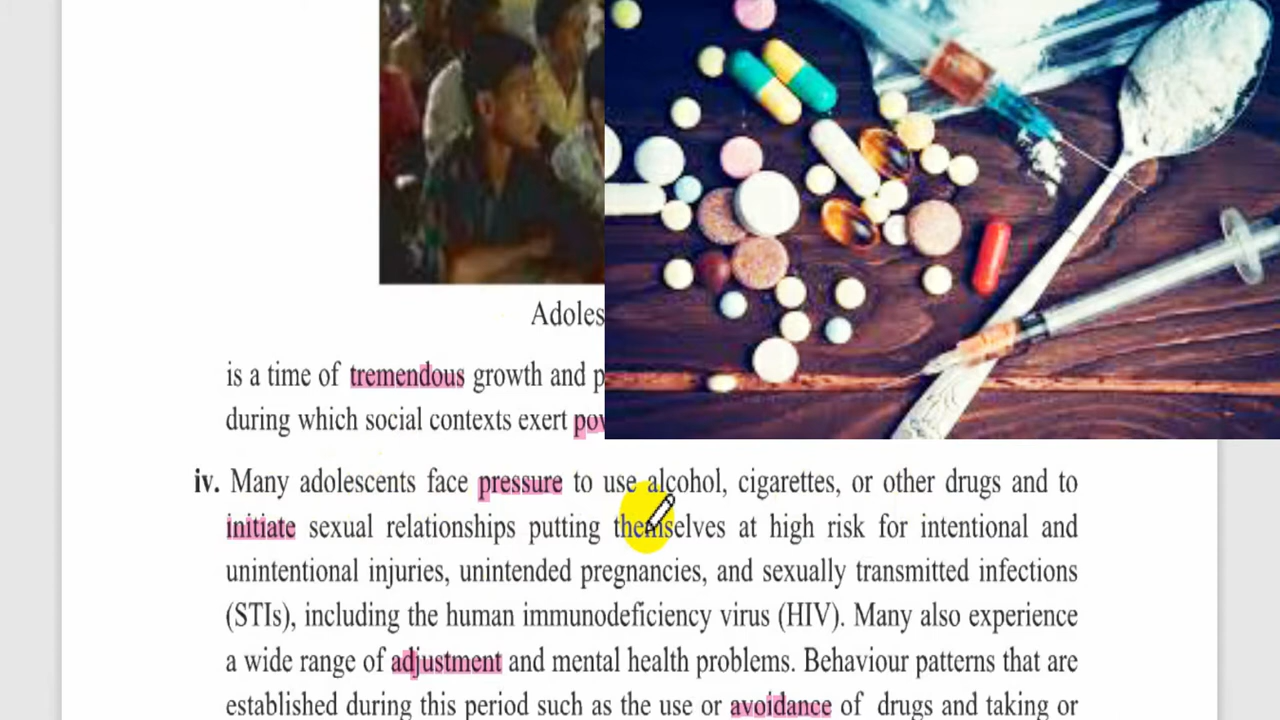 Adoles
is a time of tremendous growth and p
during which social contexts exert pov
iv. Many adolescents face pressure to use alcohol, cigarettes, or other drugs and to
initiate sexual relationships putting themselves at high risk for intentional and
unintentional injuries, unintended pregnancies, and sexually transmitted infections
(STIs), including the human immunodeficiency virus (HIV). Many also experience
a wide range of adjustment and mental health problems. Behaviour patterns that are
established during this period such as the use or avoidance of drugs and taking or